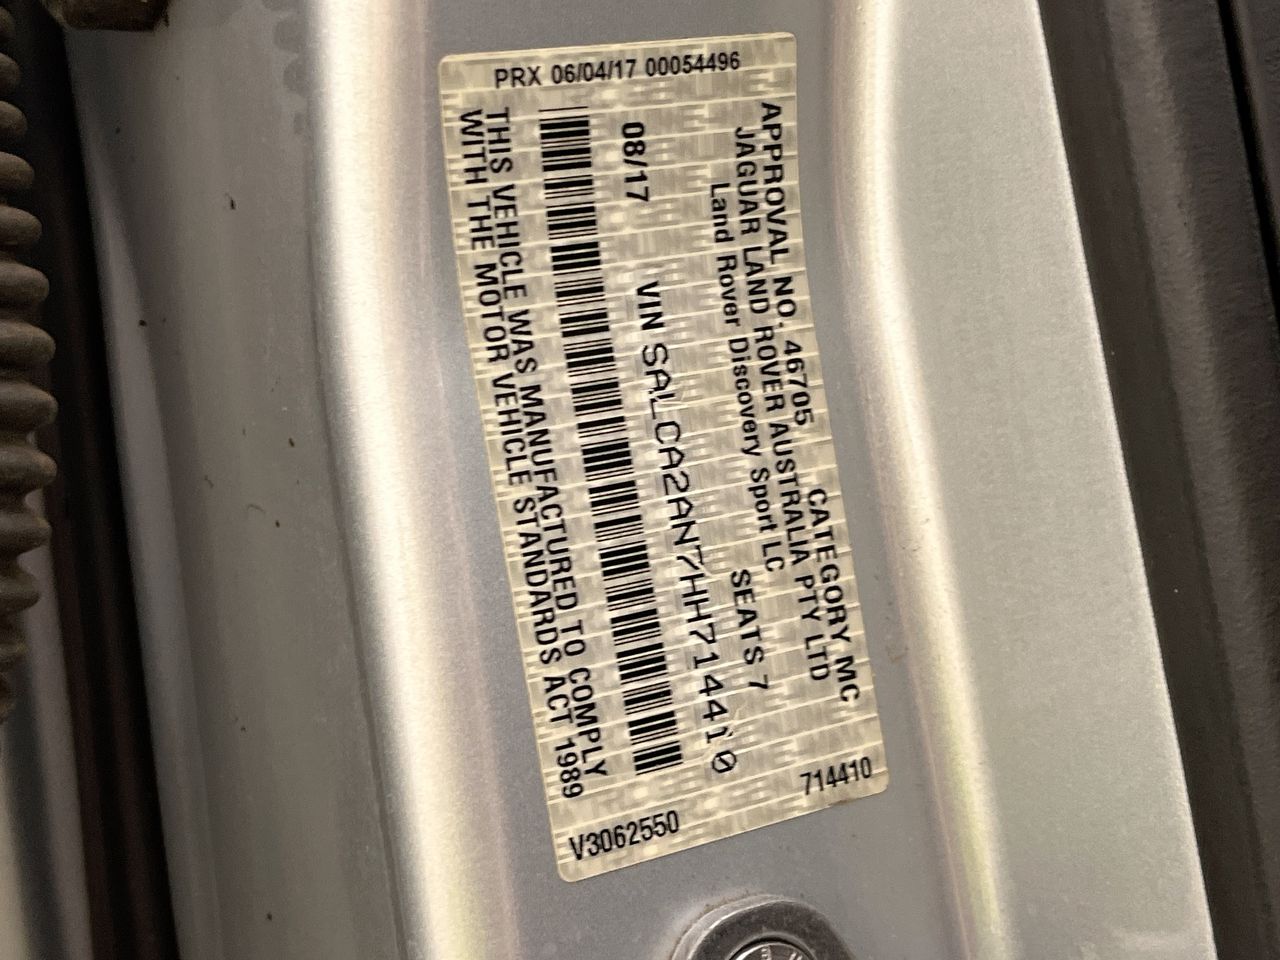 PRX 06/04/17 00054496
APPROVAL NO. 46705 CATEGORY MC
JAGUAR LAND ROVER AUSTRALIA PTY LTD
Land Rover Discovery Sport LC SEATS 7
08/17 VIN SALCA2AN7HH714410
THIS VEHICLE WAS MANUFACTURED TO COMPLY
WITH THE MOTOR VEHICLE STANDARDS ACT 1989
V3062550 714410